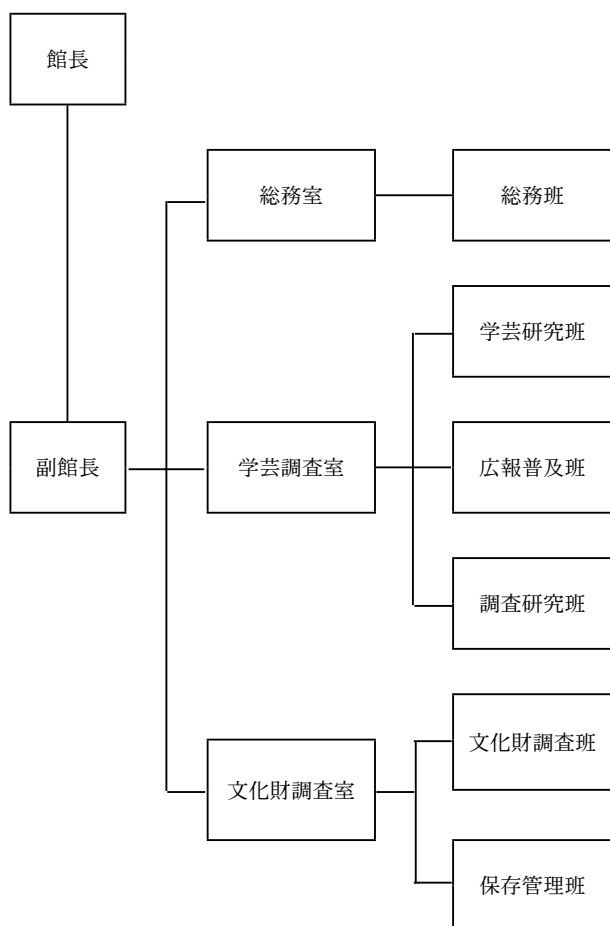 館長
総務室
総務班
学芸研究班
副館長
学芸調査室
広報普及班
調査研究班
文化財調査班
文化財調査室
保存管理班